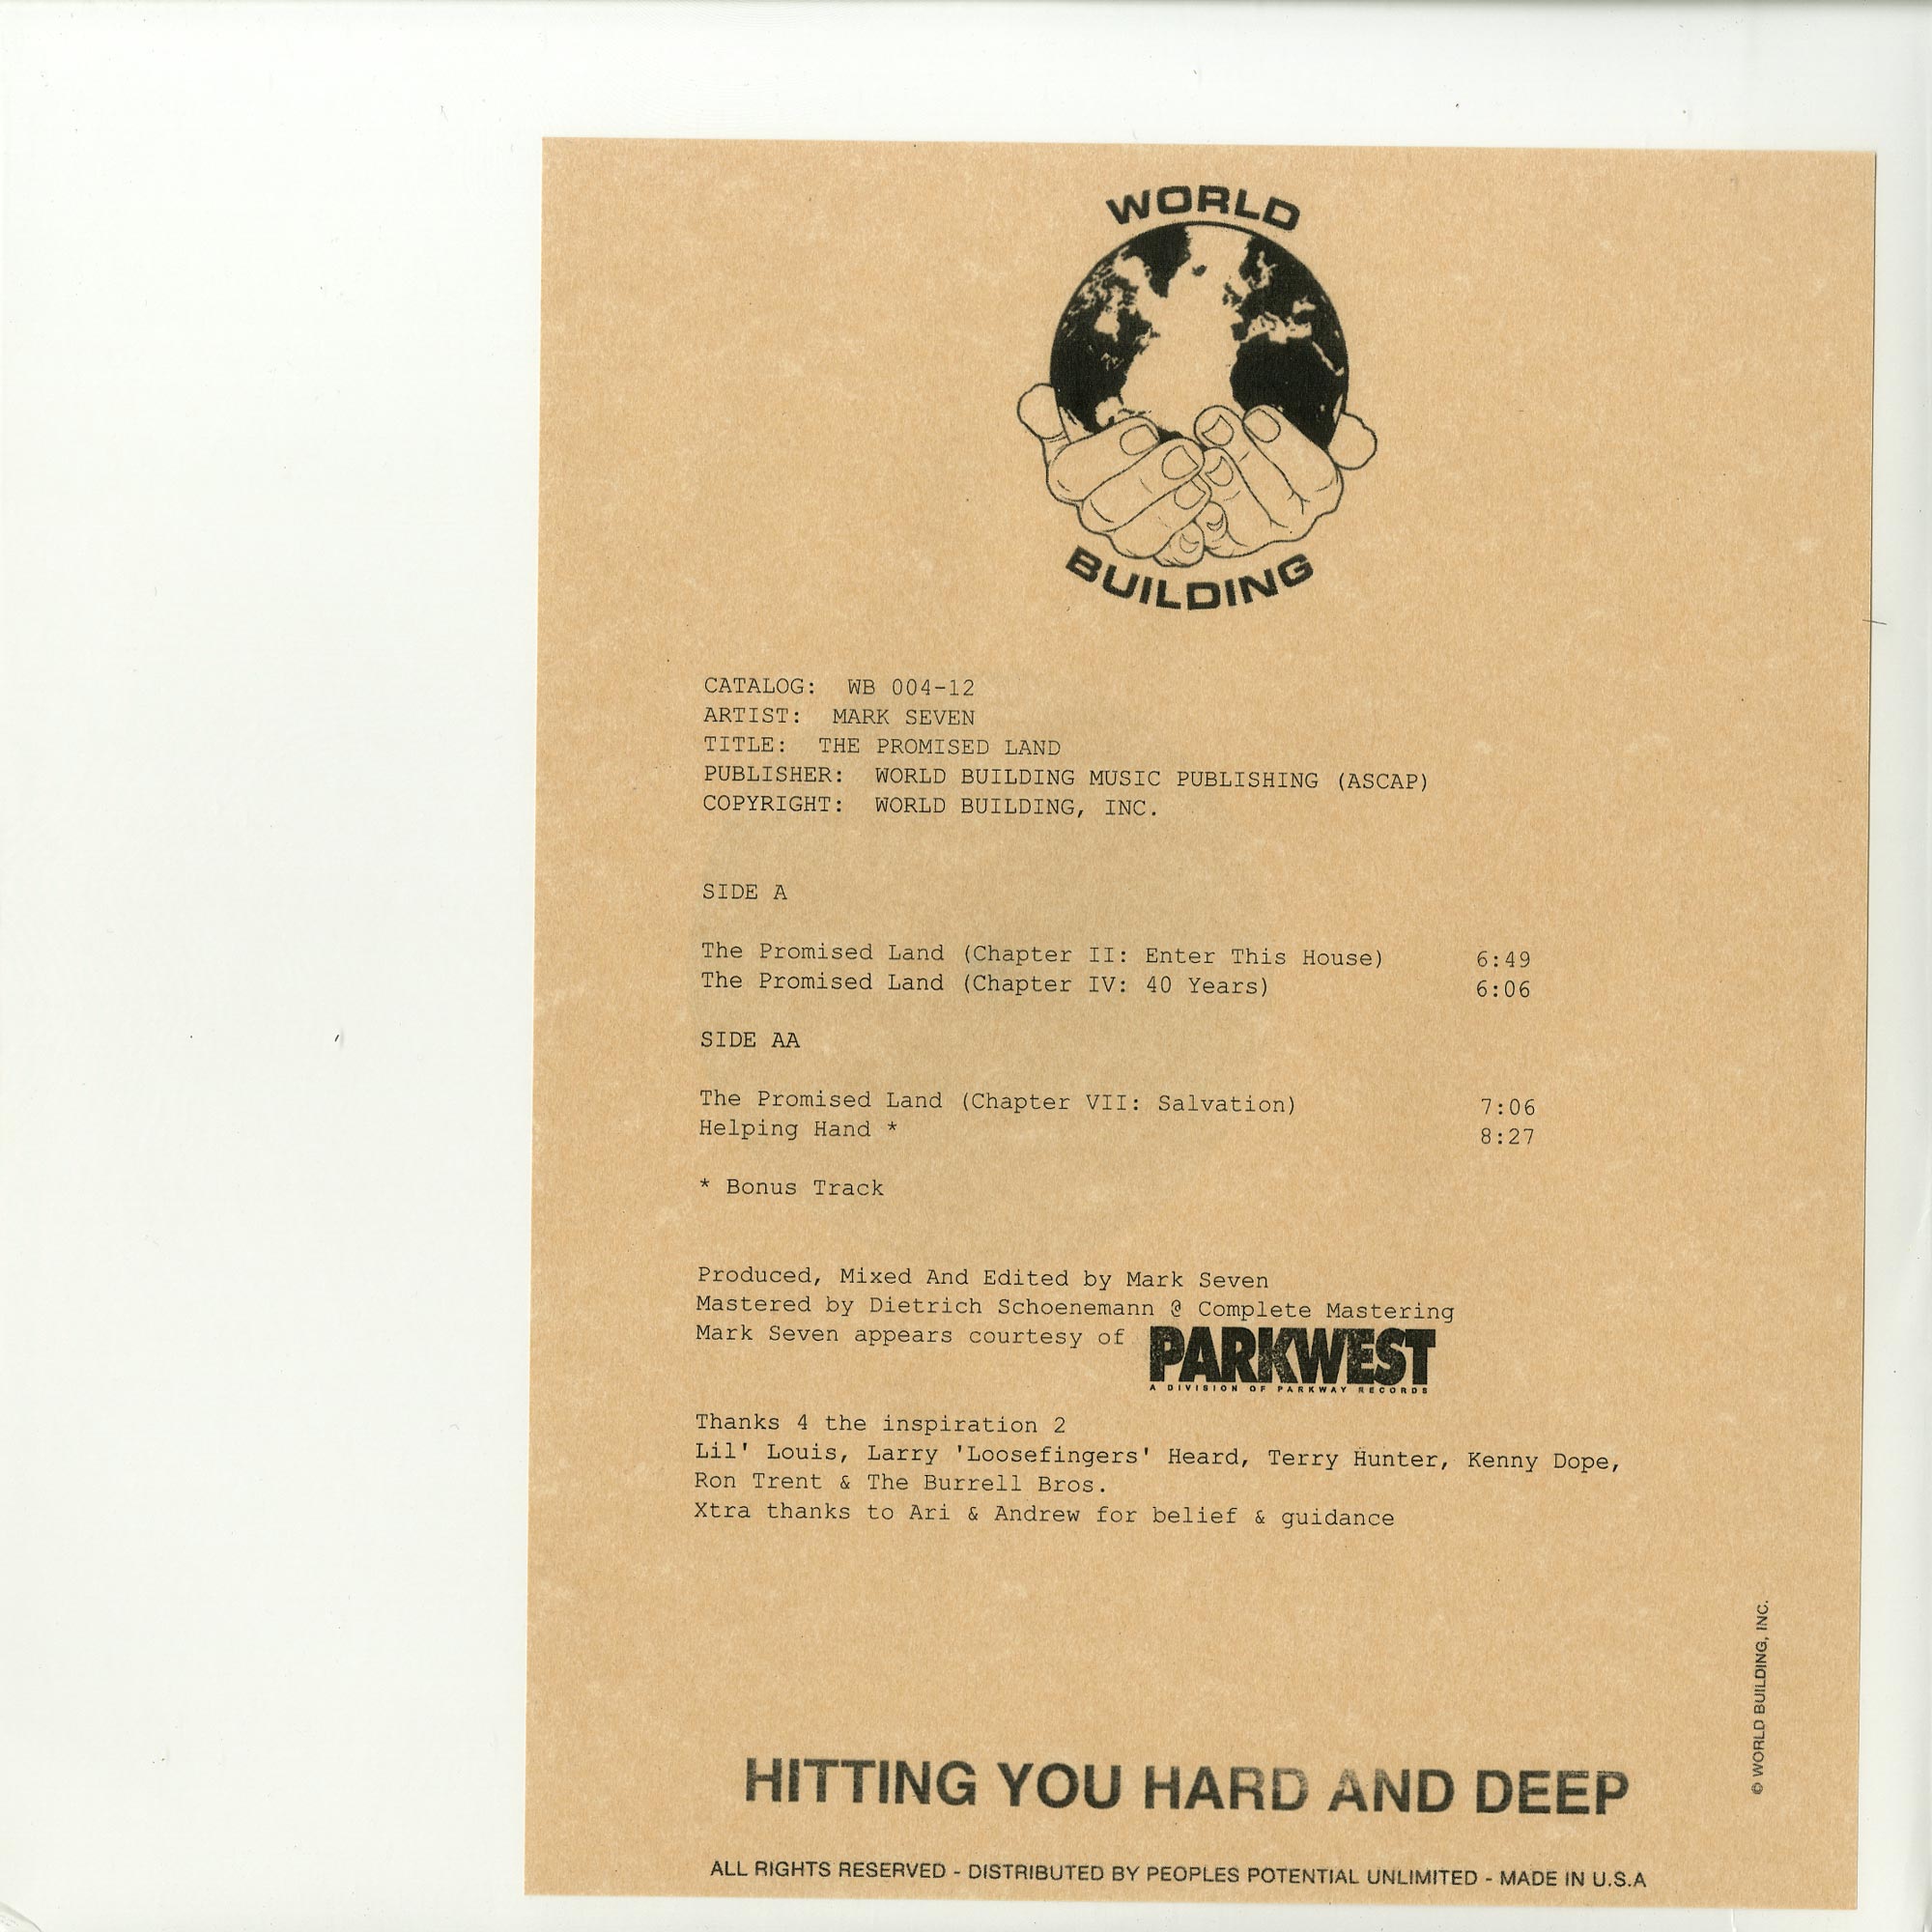 WORLD
BUILDING
CATALOG: WB 004-12
ARTIST: MARK SEVEN
TITLE: THE PROMISED LAND
PUBLISHER: WORLD BUILDING MUSIC PUBLISHING (ASCAP)
COPYRIGHT: WORLD BUILDING, INC.
SIDE A
The Promised Land (Chapter II: Enter This House) 6:49
The Promised Land (Chapter IV: 40 Years) 6:06
SIDE AA
The Promised Land (Chapter VII: Salvation) 7:06
Helping Hand * 8:27
* Bonus Track
Produced, Mixed And Edited by Mark Seven
Mastered by Dietrich Schoenemann @ Complete Mastering
Mark Seven appears courtesy of PARKWEST
A DIVISION OF PARKWAY RECORDS
Thanks 4 the inspiration 2
Lil' Louis, Larry 'Loosefingers' Heard, Terry Hunter, Kenny Dope,
Ron Trent & The Burrell Bros.
Xtra thanks to Ari & Andrew for belief & guidance
© WORLD BUILDING, INC.
HITTING YOU HARD AND DEEP
ALL RIGHTS RESERVED - DISTRIBUTED BY PEOPLES POTENTIAL UNLIMITED - MADE IN U.S.A